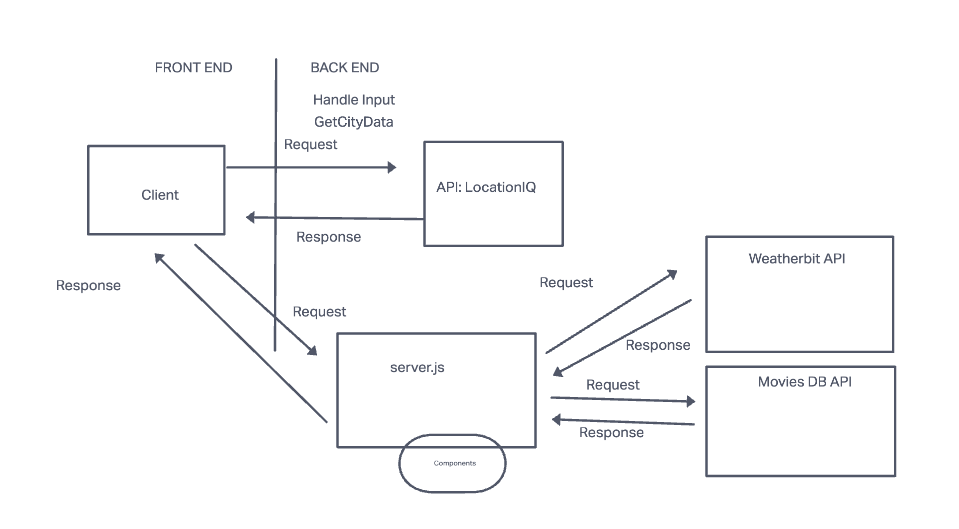 FRONT END
BACK END
Handle Input
GetCityData
Request
Client
API: LocationIQ
Response
Weatherbit API
Request
Response
Request
Response
server.js
Movies DB API
Request
Response
Components